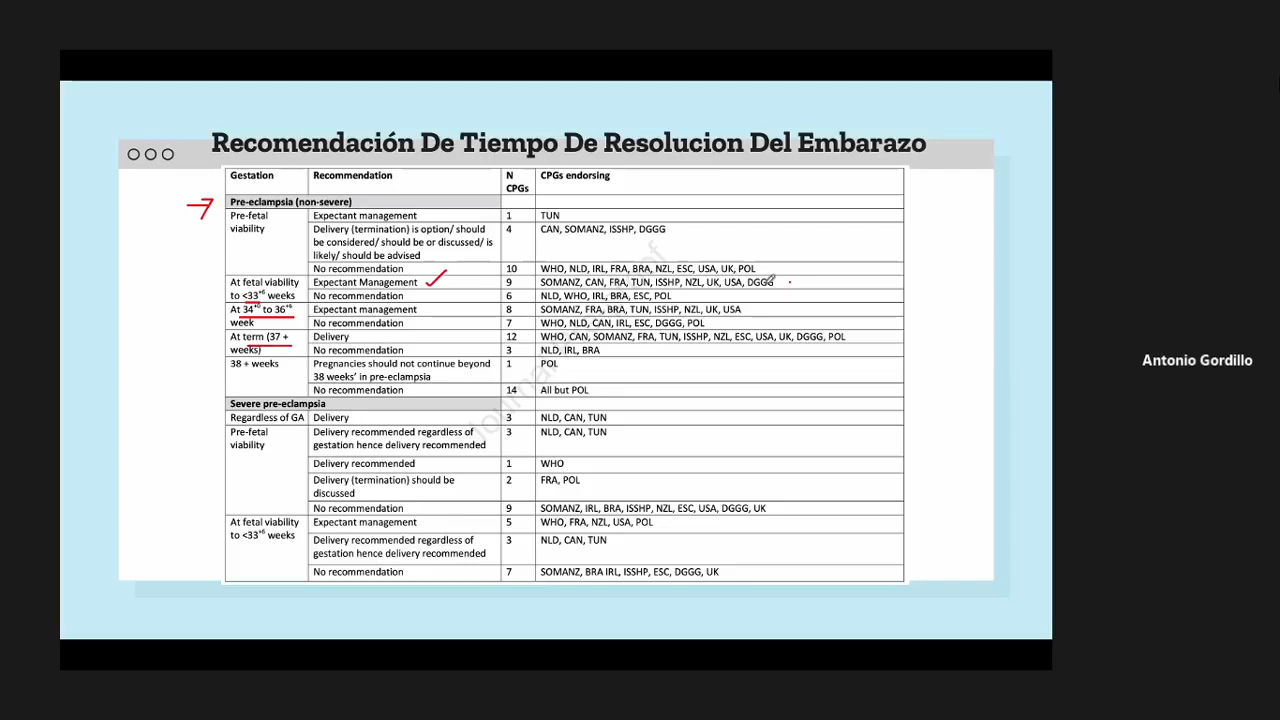 Recomendación De Tiempo De Resolucion Del Embarazo
Gestation Recommendation N CPGs CPGs endorsing
Pre-eclampsia (non-severe)
Pre-fetal viability Expectant management 1 TUN
Delivery (termination) is option/ should be considered/ should be or discussed/ is likely/ should be advised 4 CAN, SOMANZ, ISSHP, DGGG
No recommendation 10 WHO, NLD, IRL, FRA, BRA, NZL, ESC, USA, UK, POL
At fetal viability to <33+6 weeks Expectant Management 9 SOMANZ, CAN, FRA, TUN, ISSHP, NZL, UK, USA, DGGG
No recommendation 6 NLD, WHO, IRL, BRA, ESC, POL
At 34+0 to 36+6 week Expectant management 8 SOMANZ, FRA, BRA, TUN, ISSHP, NZL, UK, USA
No recommendation 7 WHO, NLD, CAN, IRL, ESC, DGGG, POL
At term (37 + weeks) Delivery 12 WHO, CAN, SOMANZ, FRA, TUN, ISSHP, NZL, ESC, USA, UK, DGGG, POL
No recommendation 3 NLD, IRL, BRA
38 + weeks Pregnancies should not continue beyond 38 weeks' in pre-eclampsia 1 POL
No recommendation 14 All but POL
Severe pre-eclampsia
Regardless of GA Delivery 3 NLD, CAN, TUN
Pre-fetal viability Delivery recommended regardless of gestation hence delivery recommended 3 NLD, CAN, TUN
Delivery recommended 1 WHO
Delivery (termination) should be discussed 2 FRA, POL
No recommendation 9 SOMANZ, IRL, BRA, ISSHP, NZL, ESC, USA, DGGG, UK
At fetal viability to <33+6 weeks Expectant management 5 WHO, FRA, NZL, USA, POL
Delivery recommended regardless of gestation hence delivery recommended 3 NLD, CAN, TUN
No recommendation 7 SOMANZ, BRA IRL, ISSHP, ESC, DGGG, UK
Antonio Gordillo